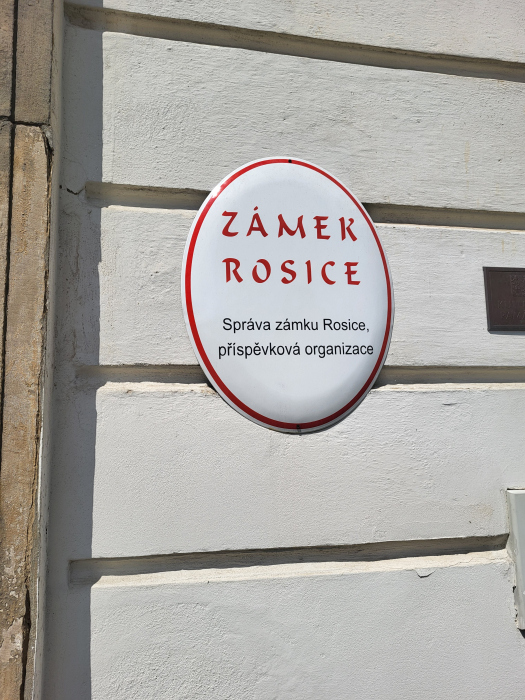 ZÁMEK
ROSICE
Správa zámku Rosice,
příspěvková organizace